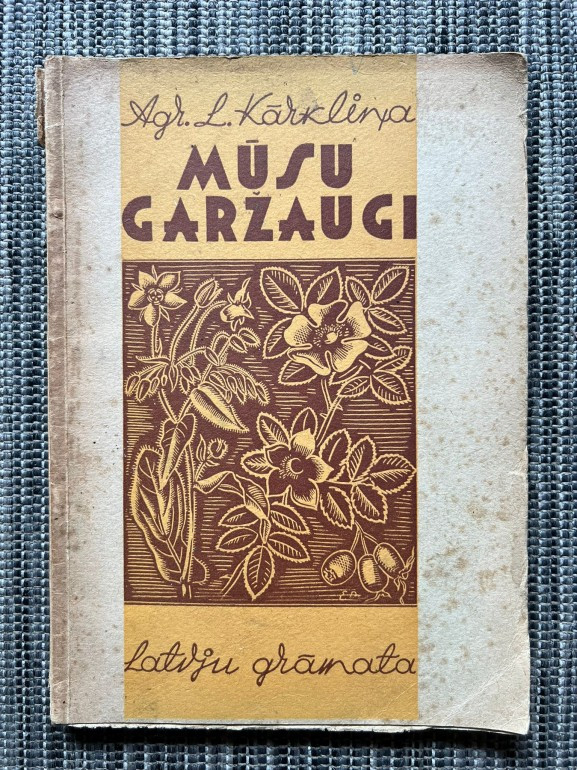 Agr. L. Kārkliņa
MŪSU
GARŽAUGI
Latvju grāmata